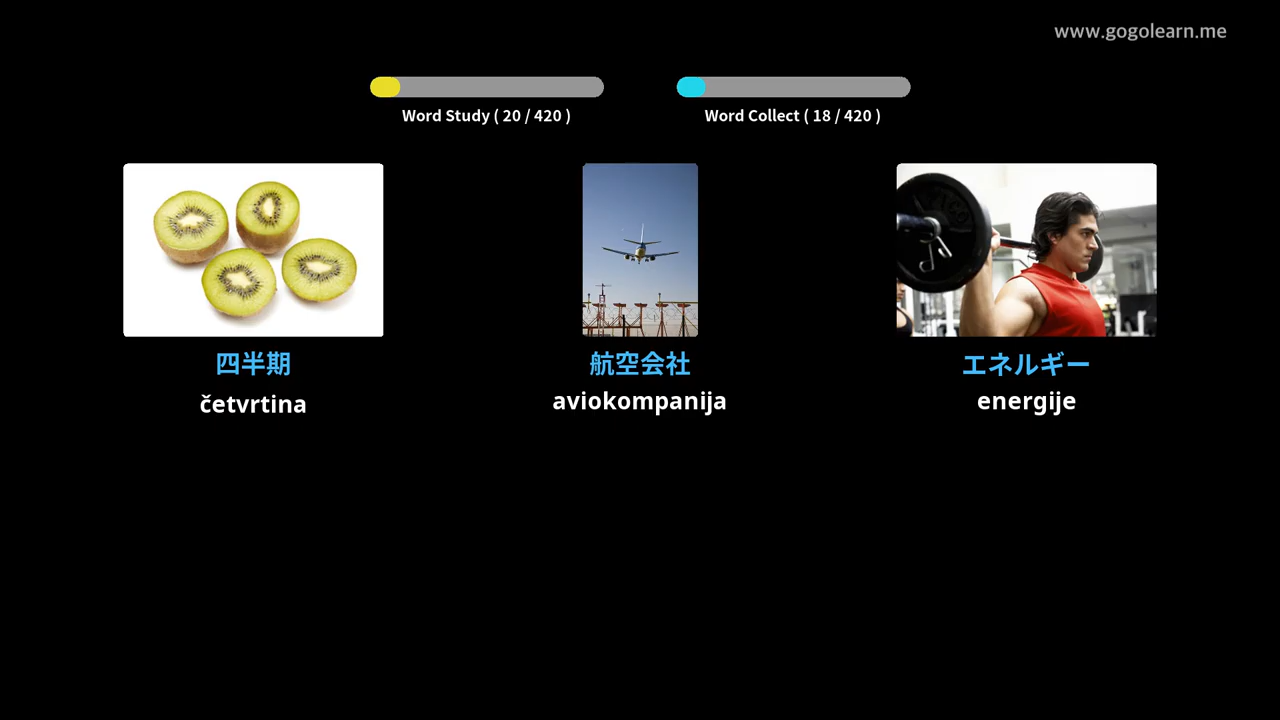 www.gogolearn.me
Word Study ( 20 / 420 )
Word Collect ( 18 / 420 )
四半期
četvrtina
航空会社
aviokompanija
エネルギー
energije